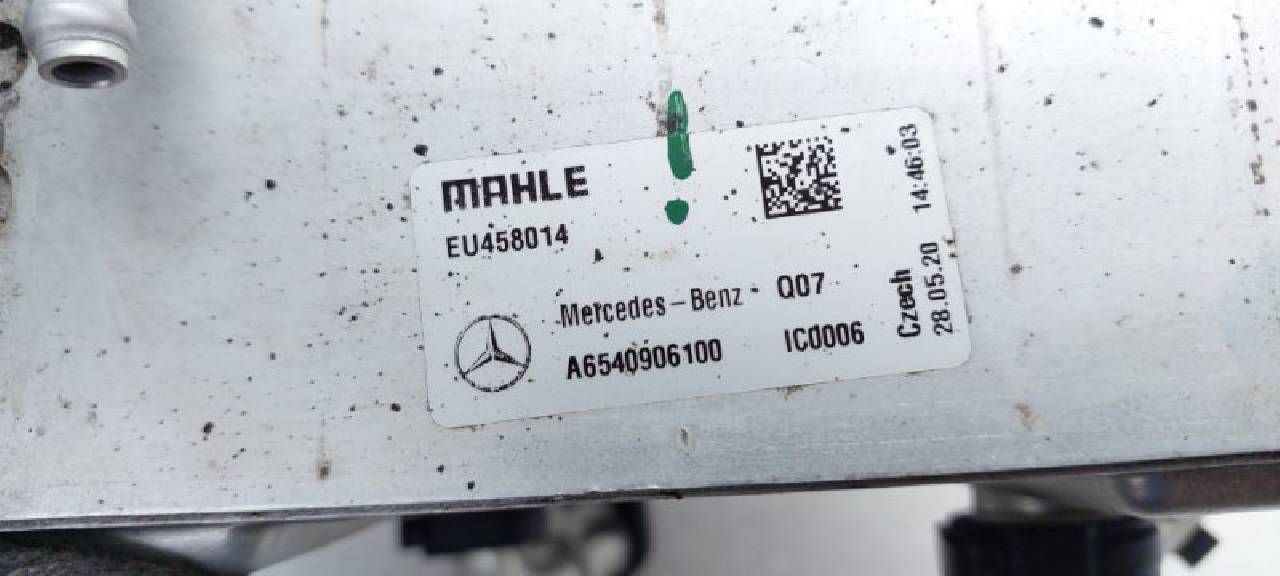 MAHLE
EU458014
Mercedes-Benz Q07
A6540906100 IC0006
Czech 28.05.20 14:46:03